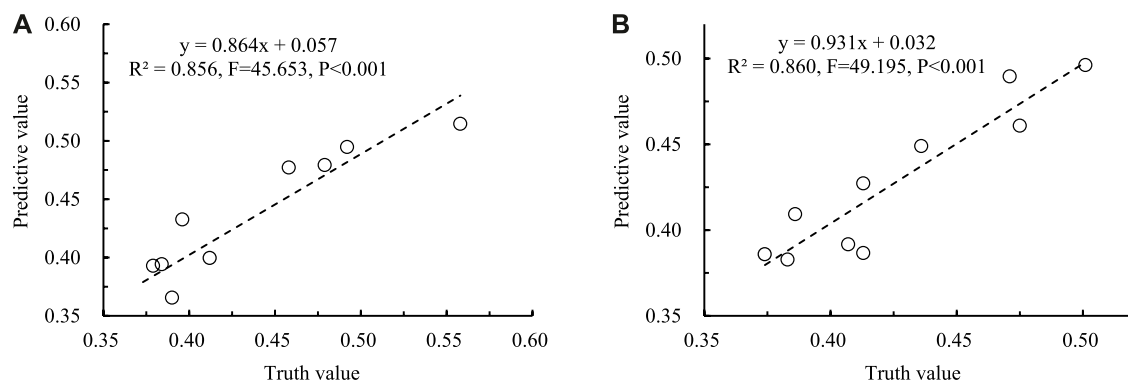 A
0.60
0.55
0.50
0.45
0.40
0.35
Predictive value
y = 0.864x + 0.057
R² = 0.856, F=45.653, P<0.001
0.35 0.40 0.45 0.50 0.55 0.60
Truth value
B
0.50
0.45
0.40
0.35
Predictive value
y = 0.931x + 0.032
R² = 0.860, F=49.195, P<0.001
0.35 0.40 0.45 0.50
Truth value